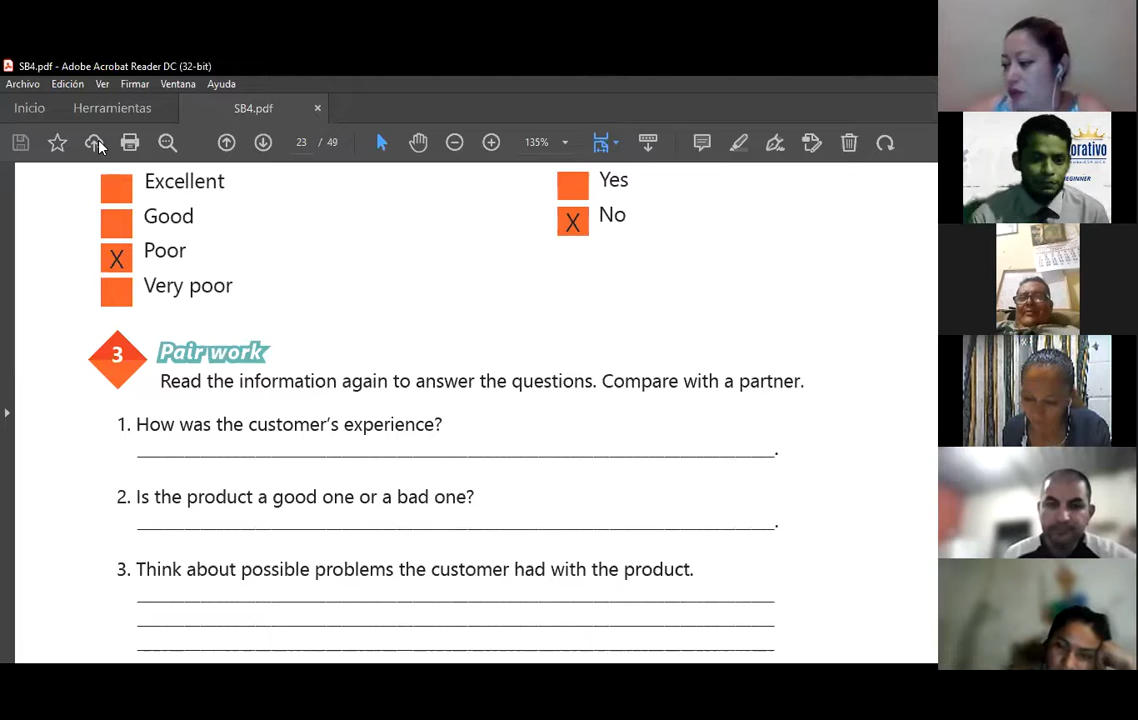 SB4.pdf - Adobe Acrobat Reader DC (32-bit)
Archivo Edición Ver Firmar Ventana Ayuda
Inicio Herramientas SB4.pdf ×
23 / 49 135%
Excellent
Good
X Poor
Very poor
Yes
X No
3 Pair work
Read the information again to answer the questions. Compare with a partner.
1. How was the customer's experience?
2. Is the product a good one or a bad one?
3. Think about possible problems the customer had with the product.
orativo